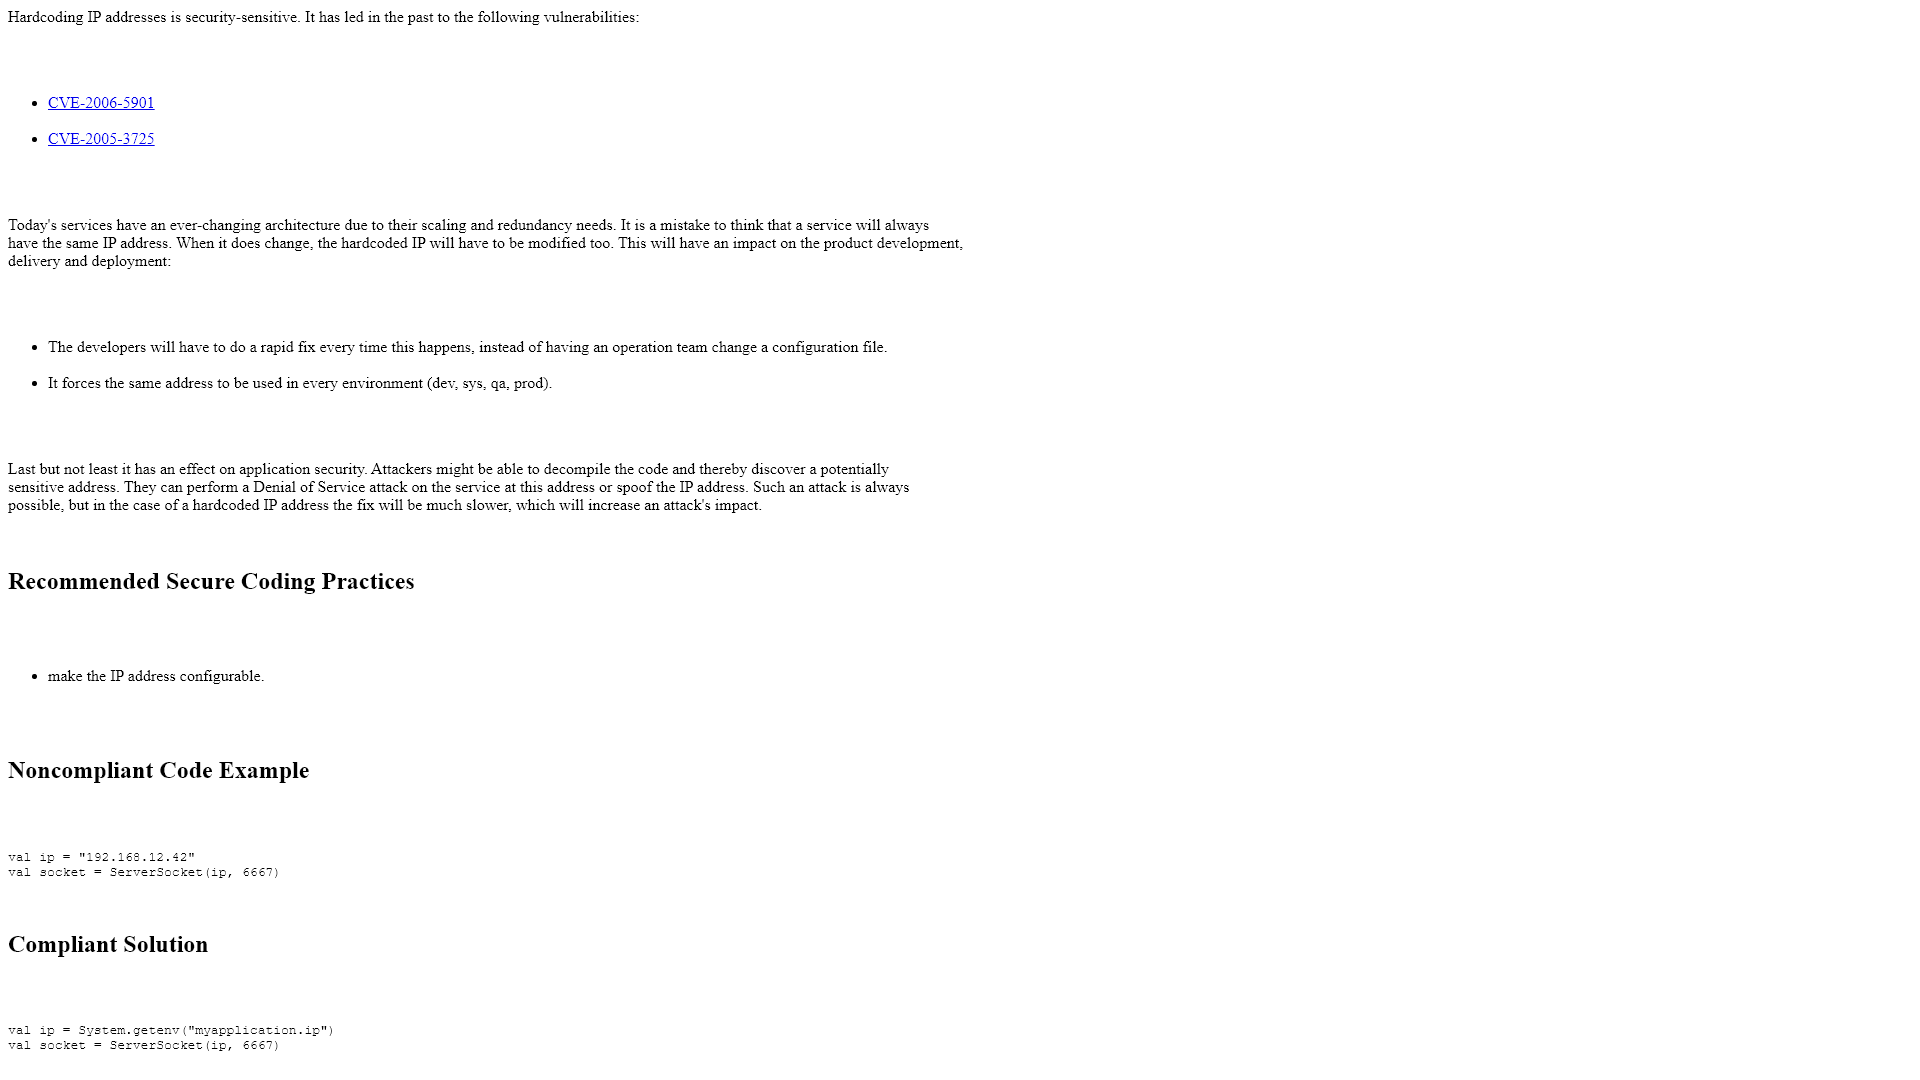 Hardcoding IP addresses is security-sensitive. It has led in the past to the following vulnerabilities:
• CVE-2006-5901
• CVE-2005-3725
Today's services have an ever-changing architecture due to their scaling and redundancy needs. It is a mistake to think that a service will always
have the same IP address. When it does change, the hardcoded IP will have to be modified too. This will have an impact on the product development,
delivery and deployment:
• The developers will have to do a rapid fix every time this happens, instead of having an operation team change a configuration file.
• It forces the same address to be used in every environment (dev, sys, qa, prod).
Last but not least it has an effect on application security. Attackers might be able to decompile the code and thereby discover a potentially
sensitive address. They can perform a Denial of Service attack on the service at this address or spoof the IP address. Such an attack is always
possible, but in the case of a hardcoded IP address the fix will be much slower, which will increase an attack's impact.
Recommended Secure Coding Practices
• make the IP address configurable.
Noncompliant Code Example
val ip = "192.168.12.42"
val socket = ServerSocket(ip, 6667)
Compliant Solution
val ip = System.getenv("myapplication.ip")
val socket = ServerSocket(ip, 6667)